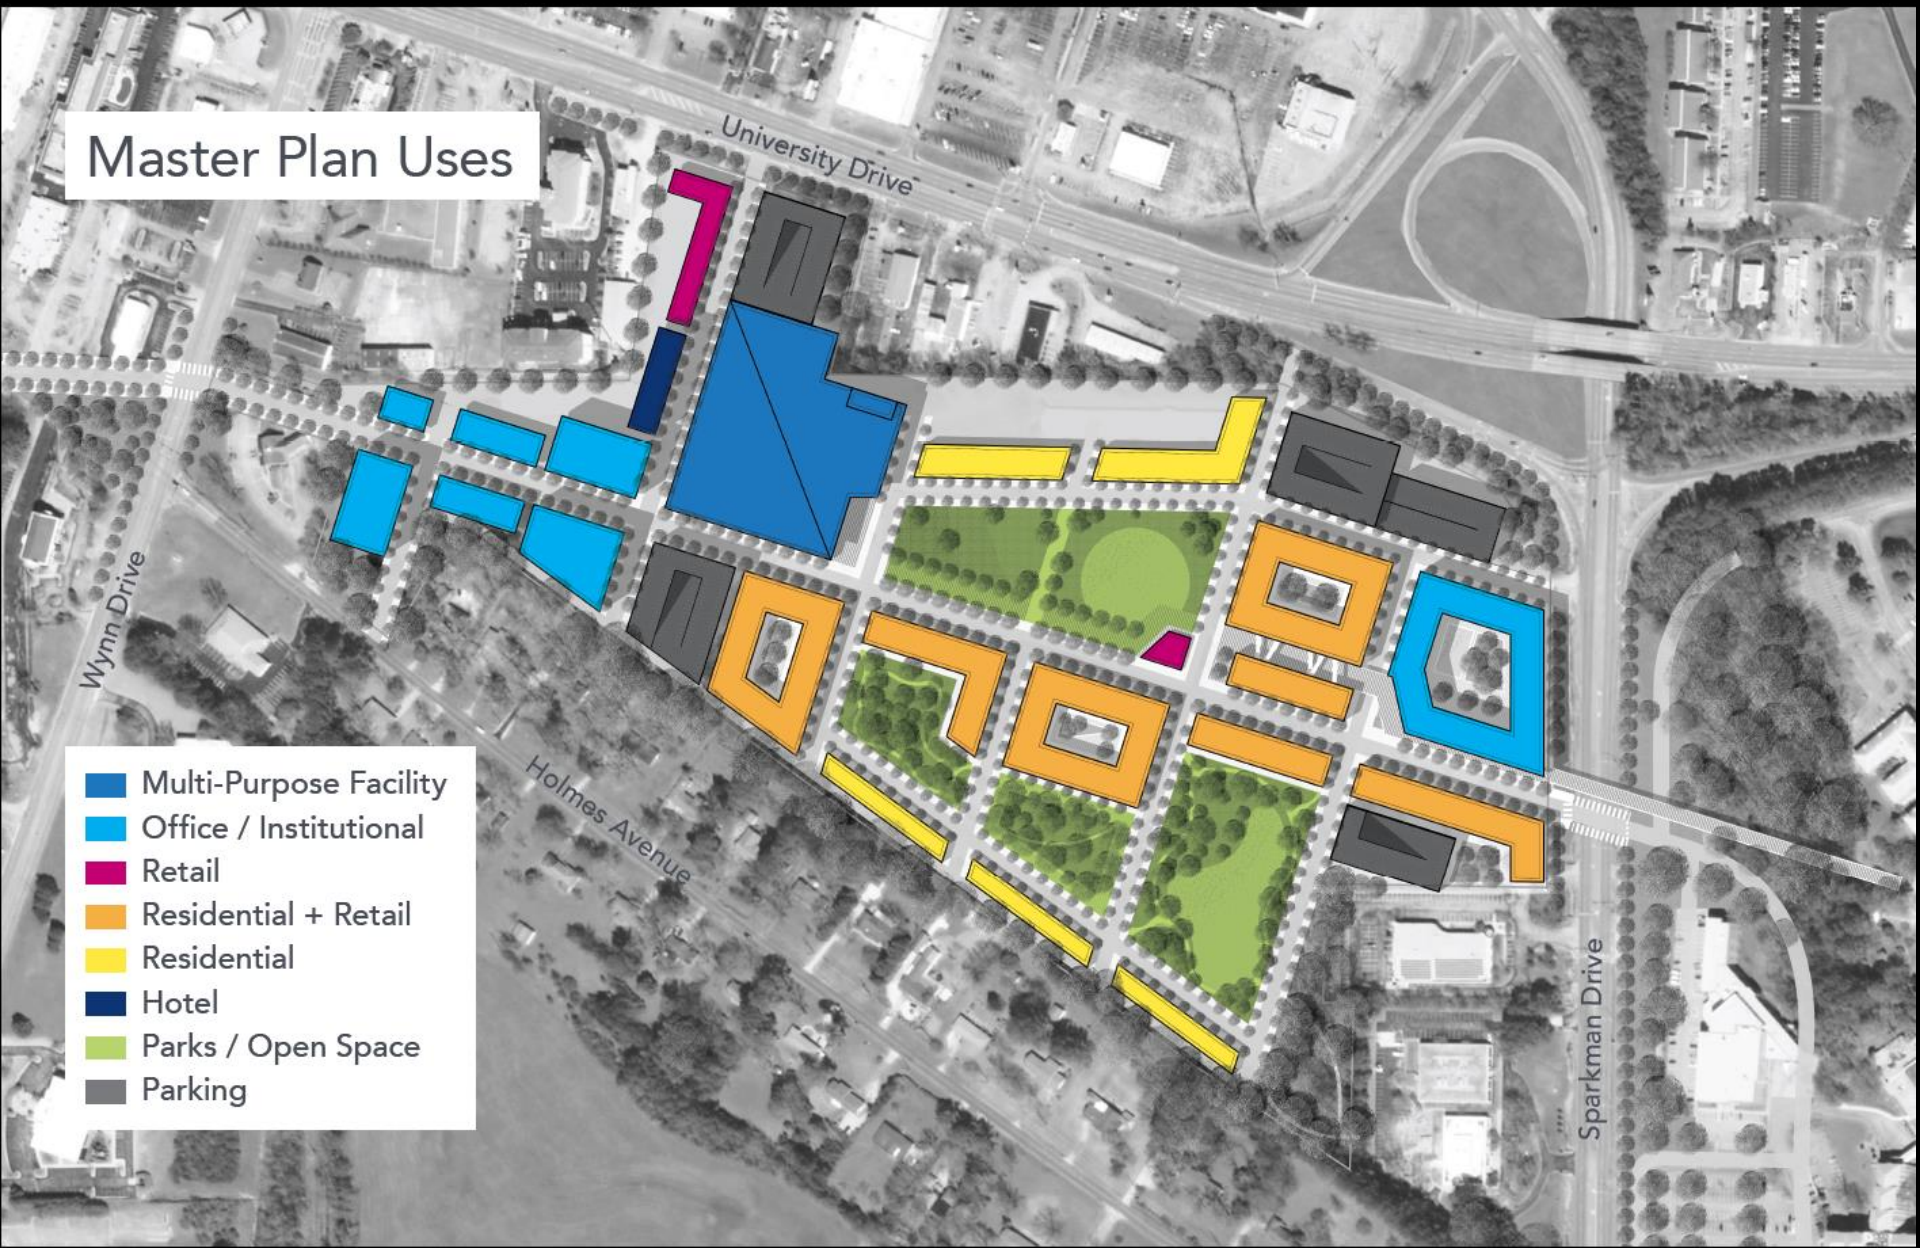 University Drive
Master Plan Uses
Wynn Drive
Multi-Purpose Facility
Office / Institutional
Retail
Residential + Retail
Residential
Hotel
Parks / Open Space
Parking
Holmes Avenue
Sparkman Drive